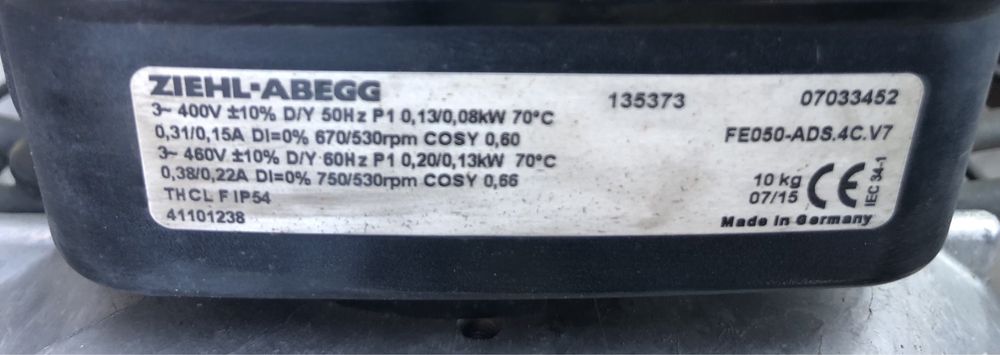 ZIEHL-ABEGG
135373
07033452
3~ 400V ±10% D/Y 50Hz P1 0,13/0,08kW 70°C
0,31/0,15A DI=0% 670/530rpm COSY 0,60
FE050-ADS.4C.V7
3~ 460V ±10% D/Y 60Hz P1 0,20/0,13kW 70°C
0,38/0,22A DI=0% 750/530rpm COSY 0,66
10 kg
CE
IEC 34-1
THCL F IP54
07/15
41101238
Made in Germany